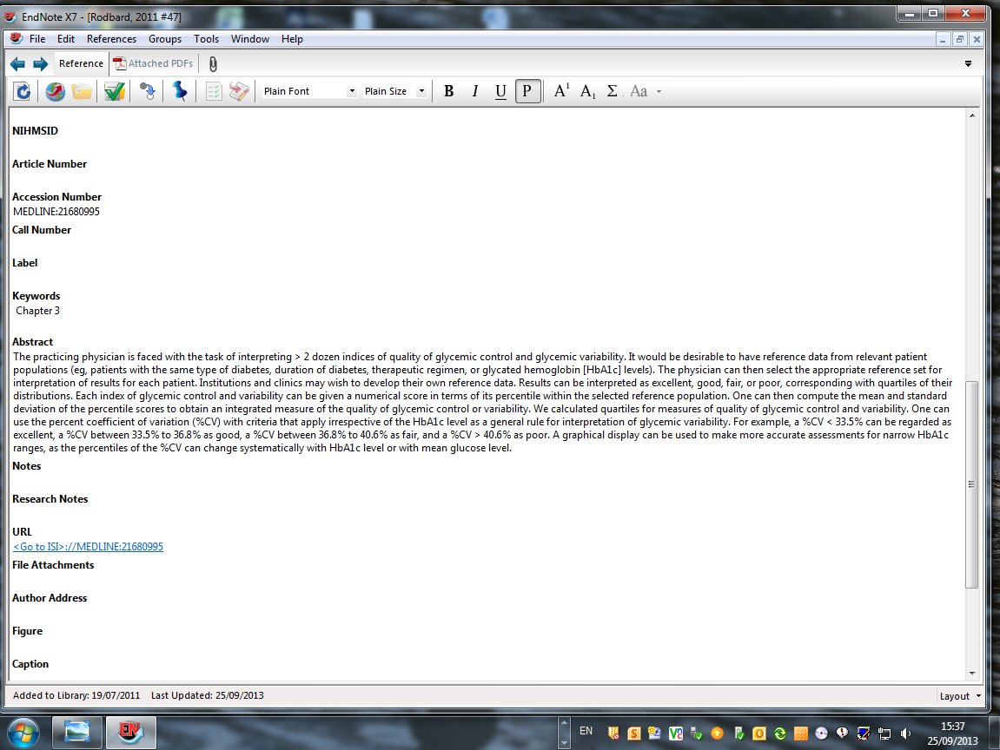 EndNote X7 - [Rodbard, 2011 #47]
File Edit References Groups Tools Window Help
Reference Attached PDFs
Plain Font Plain Size B I U P A1 A1 Σ Aa
NIHMSID
Article Number
Accession Number
MEDLINE:21680995
Call Number
Label
Keywords
Chapter 3
Abstract
The practicing physician is faced with the task of interpreting > 2 dozen indices of quality of glycemic control and glycemic variability. It would be desirable to have reference data from relevant patient
populations (eg, patients with the same type of diabetes, duration of diabetes, therapeutic regimen, or glycated hemoglobin [HbA1c] levels). The physician can then select the appropriate reference set for
interpretation of results for each patient. Institutions and clinics may wish to develop their own reference data. Results can be interpreted as excellent, good, fair, or poor, corresponding with quartiles of their
distributions. Each index of glycemic control and variability can be given a numerical score in terms of its percentile within the selected reference population. One can then compute the mean and standard
deviation of the percentile scores to obtain an integrated measure of the quality of glycemic control or variability. We calculated quartiles for measures of quality of glycemic control and variability. One can
use the percent coefficient of variation (%CV) with criteria that apply irrespective of the HbA1c level as a general rule for interpretation of glycemic variability. For example, a %CV < 33.5% can be regarded as
excellent, a %CV between 33.5% to 36.8% as good, a %CV between 36.8% to 40.6% as fair, and a %CV > 40.6% as poor. A graphical display can be used to make more accurate assessments for narrow HbA1c
ranges, as the percentiles of the %CV can change systematically with HbA1c level or with mean glucose level.
Notes
Research Notes
URL
<Go to ISI>://MEDLINE:21680995
File Attachments
Author Address
Figure
Caption
Added to Library: 19/07/2011 Last Updated: 25/09/2013
Layout
EN
EN
15:37
25/09/2013